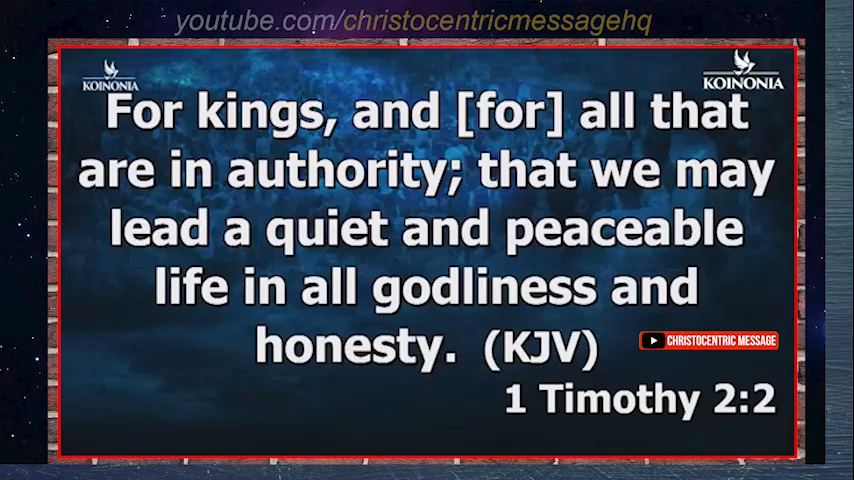 youtube.com/christocentricmessagehq
KOINONIA
KOINONIA
For kings, and [for] all that
are in authority; that we may
lead a quiet and peaceable
life in all godliness and
honesty. (KJV)
CHRISTOCENTRIC MESSAGE
1 Timothy 2:2